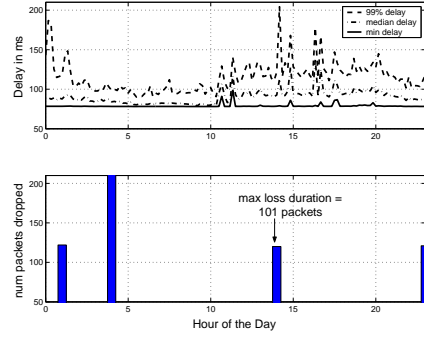 200
150
100
50
Delay in ms
99% delay
median delay
min delay
0 5 10 15 20
200
150
100
50
num packets dropped
max loss duration =
101 packets
0 5 10 15 20
Hour of the Day